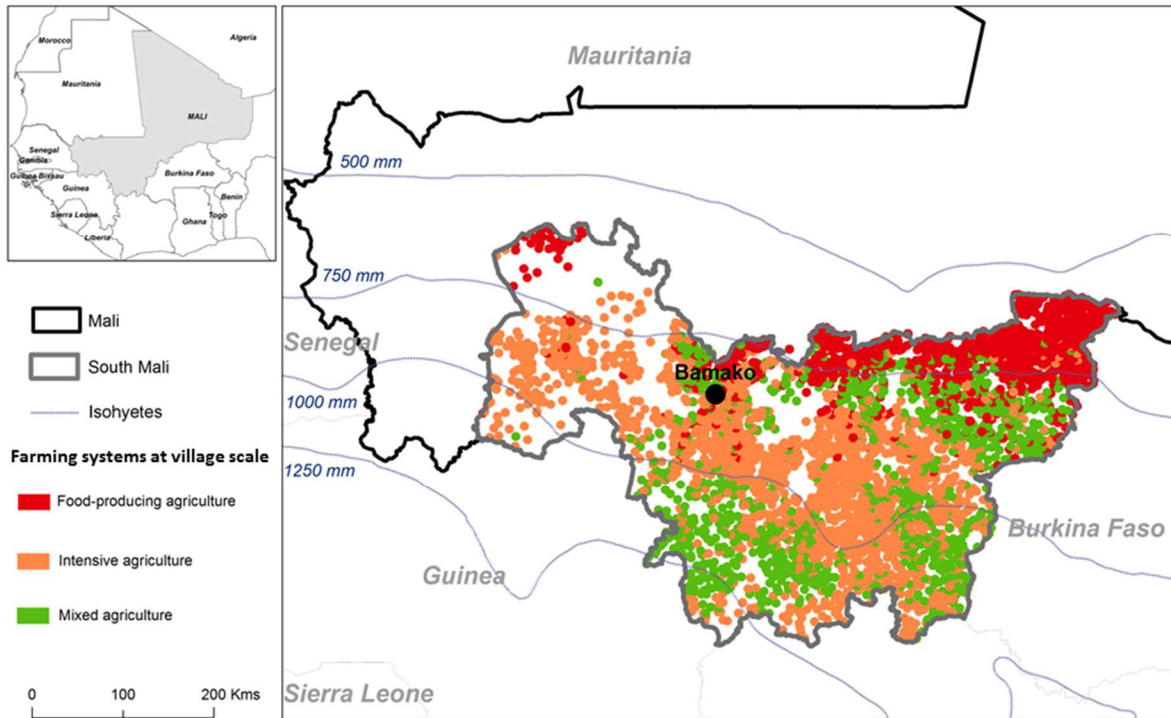 Morocco
Algeria
Mauritania
MALI
Senegal
Gambia
Guinea Bissau
Guinea
Burkina Faso
Benin
Sierra Leone
Ghana
Togo
Liberia
Mali
South Mali
Isohyetes
Farming systems at village scale
Food-producing agriculture
Intensive agriculture
Mixed agriculture
0 100 200 Kms
Mauritania
500 mm
750 mm
Senegal
Bamako
1000 mm
1250 mm
Burkina Faso
Guinea
Sierra Leone